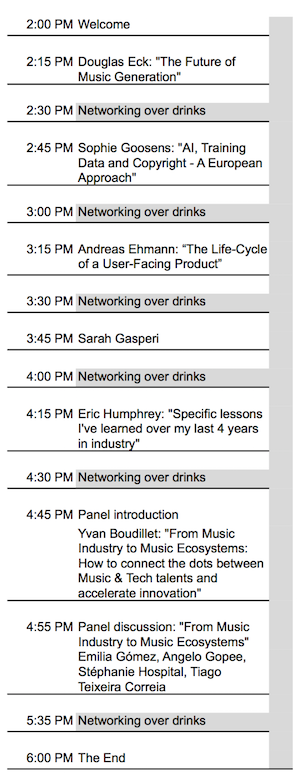 2:00 PM Welcome
2:15 PM Douglas Eck: "The Future of
Music Generation"
2:30 PM Networking over drinks
2:45 PM Sophie Goosens: "AI, Training
Data and Copyright - A European
Approach"
3:00 PM Networking over drinks
3:15 PM Andreas Ehmann: “The Life-Cycle
of a User-Facing Product”
3:30 PM Networking over drinks
3:45 PM Sarah Gasperi
4:00 PM Networking over drinks
4:15 PM Eric Humphrey: "Specific lessons
I've learned over my last 4 years
in industry"
4:30 PM Networking over drinks
4:45 PM Panel introduction
Yvan Boudillet: "From Music
Industry to Music Ecosystems:
How to connect the dots between
Music & Tech talents and
accelerate innovation"
4:55 PM Panel discussion: "From Music
Industry to Music Ecosystems"
Emilia Gómez, Angelo Gopee,
Stéphanie Hospital, Tiago
Teixeira Correia
5:35 PM Networking over drinks
6:00 PM The End